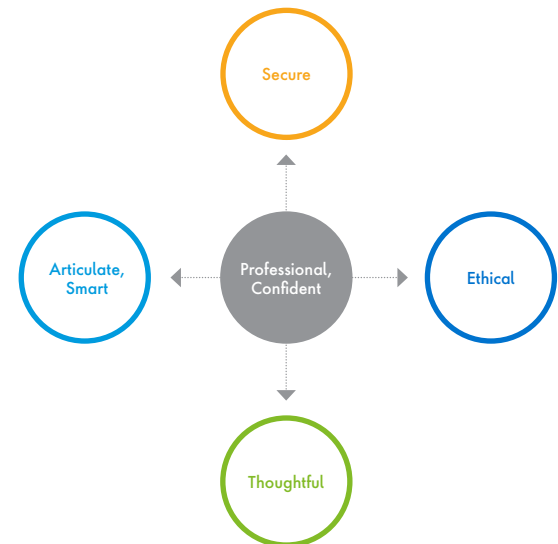 Secure
Articulate,
Smart
Professional,
Confident
Ethical
Thoughtful